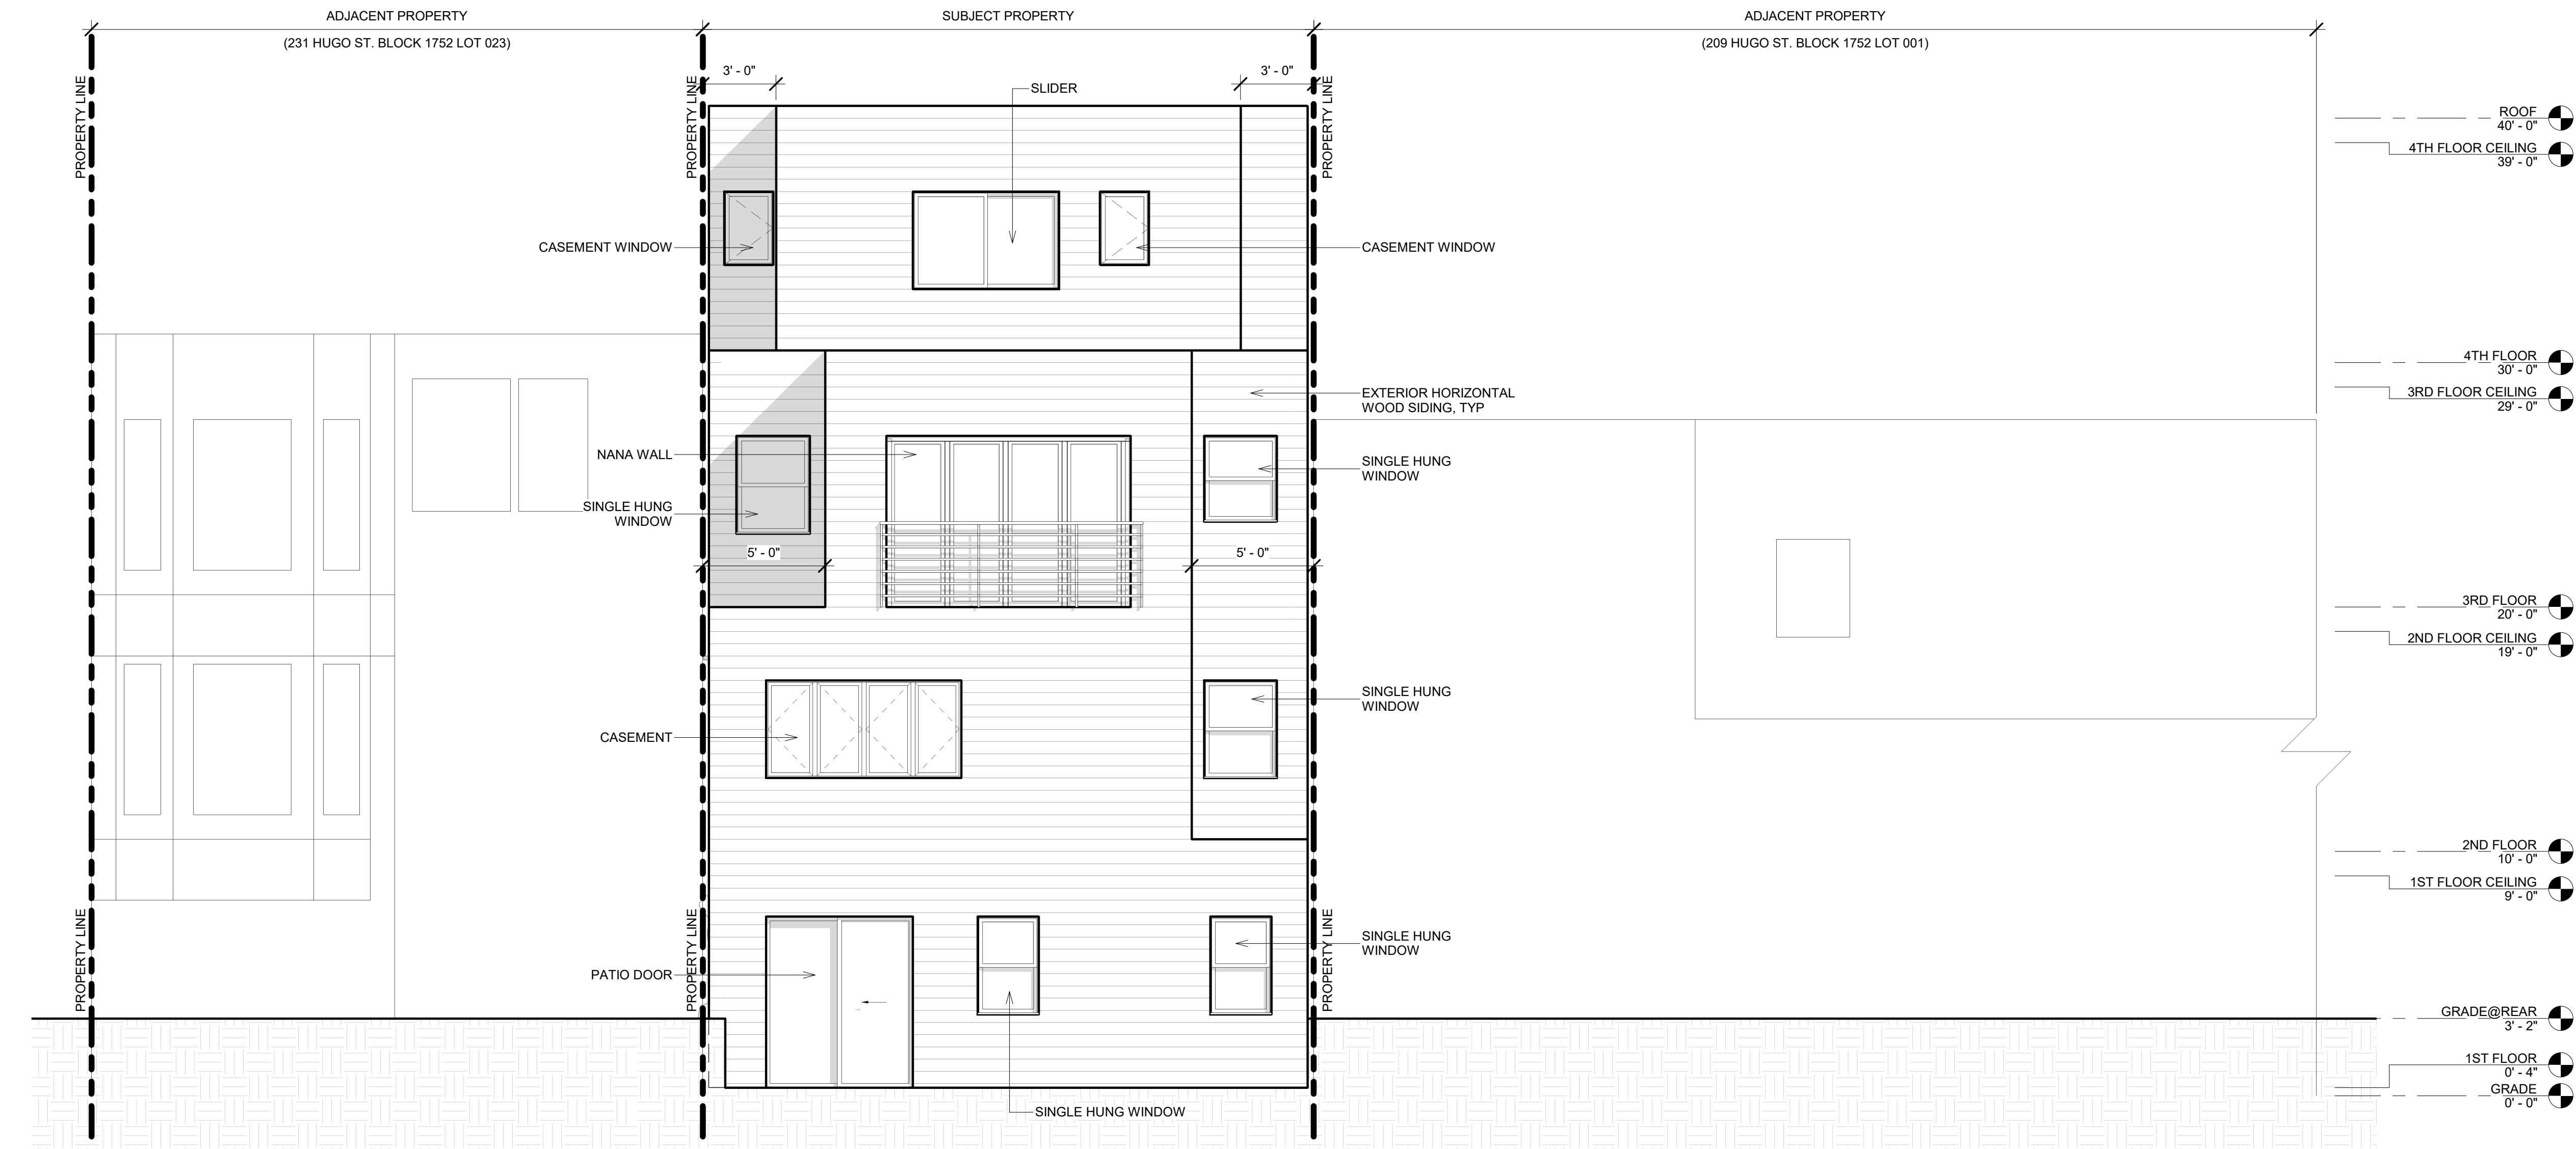 ADJACENT PROPERTY
SUBJECT PROPERTY
ADJACENT PROPERTY
(231 HUGO ST. BLOCK 1752 LOT 023)
(209 HUGO ST. BLOCK 1752 LOT 001)
3' - 0"
3' - 0"
PROPERTY LINE
PROPERTY LINE
PROPERTY LINE
SLIDER
ROOF
40' - 0"
4TH FLOOR CEILING
39' - 0"
CASEMENT WINDOW
CASEMENT WINDOW
4TH FLOOR
30' - 0"
3RD FLOOR CEILING
29' - 0"
EXTERIOR HORIZONTAL
WOOD SIDING, TYP
NANA WALL
SINGLE HUNG
WINDOW
SINGLE HUNG
WINDOW
5' - 0"
5' - 0"
3RD FLOOR
20' - 0"
2ND FLOOR CEILING
19' - 0"
SINGLE HUNG
WINDOW
CASEMENT
2ND FLOOR
10' - 0"
1ST FLOOR CEILING
9' - 0"
PROPERTY LINE
PROPERTY LINE
PROPERTY LINE
SINGLE HUNG
WINDOW
PATIO DOOR
GRADE@REAR
3' - 2"
1ST FLOOR
0' - 4"
GRADE
0' - 0"
SINGLE HUNG WINDOW